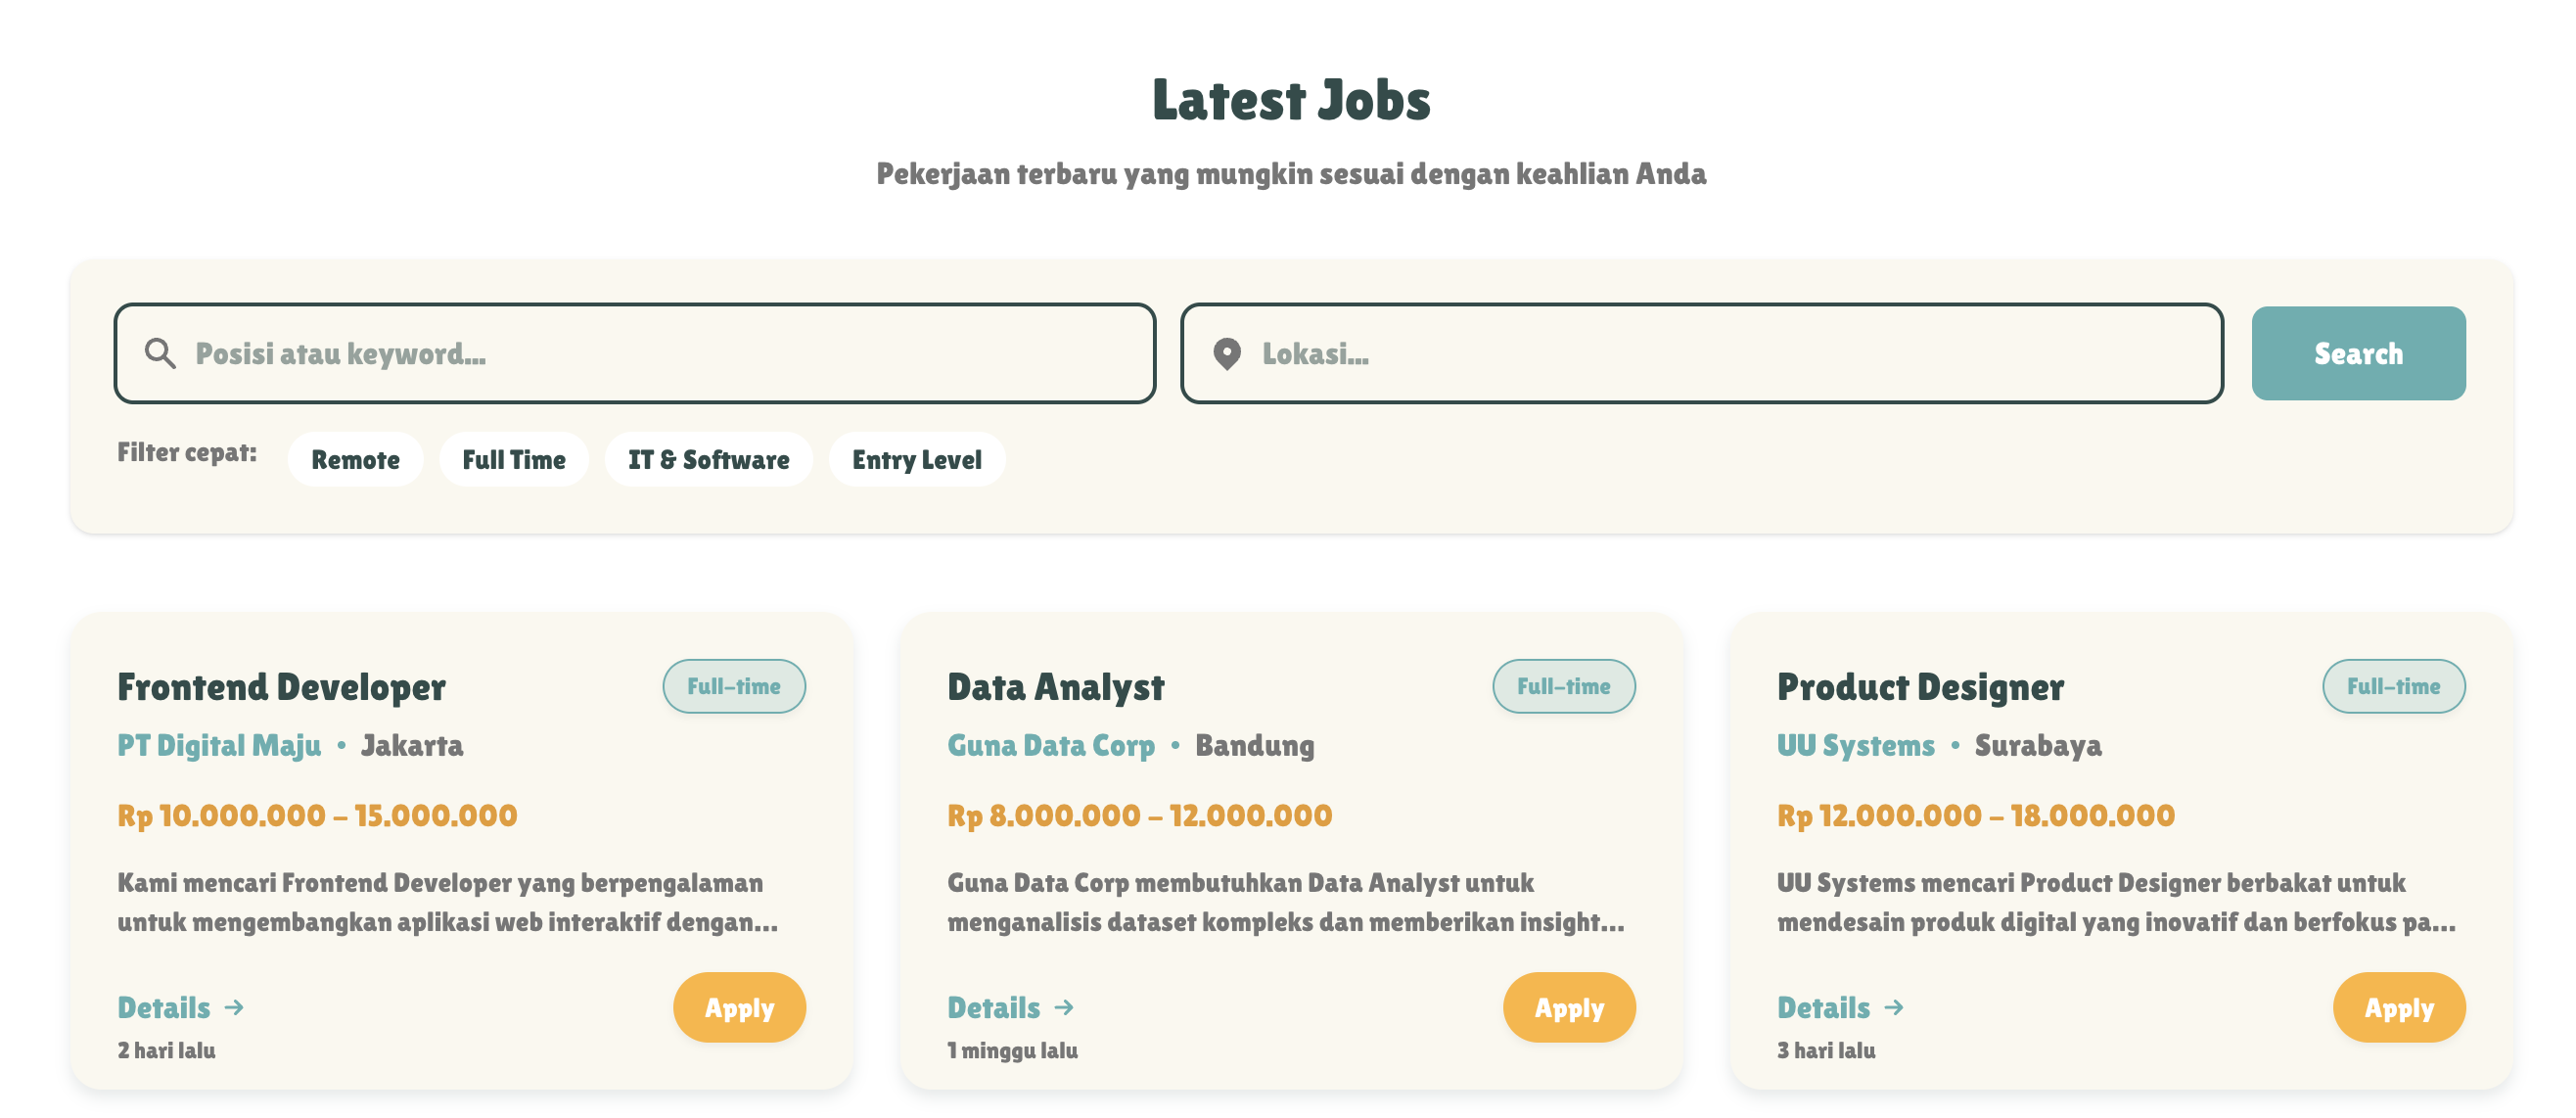 Latest Jobs
Pekerjaan terbaru yang mungkin sesuai dengan keahlian Anda
Posisi atau keyword...
Lokasi...
Search
Filter cepat:
Remote
Full Time
IT & Software
Entry Level
Frontend Developer
Full-time
PT Digital Maju • Jakarta
Rp 10.000.000 – 15.000.000
Kami mencari Frontend Developer yang berpengalaman
untuk mengembangkan aplikasi web interaktif dengan...
Details →
Apply
2 hari lalu
Data Analyst
Full-time
Guna Data Corp • Bandung
Rp 8.000.000 – 12.000.000
Guna Data Corp membutuhkan Data Analyst untuk
menganalisis dataset kompleks dan memberikan insight...
Details →
Apply
1 minggu lalu
Product Designer
Full-time
UU Systems • Surabaya
Rp 12.000.000 – 18.000.000
UU Systems mencari Product Designer berbakat untuk
mendesain produk digital yang inovatif dan berfokus pa...
Details →
Apply
3 hari lalu